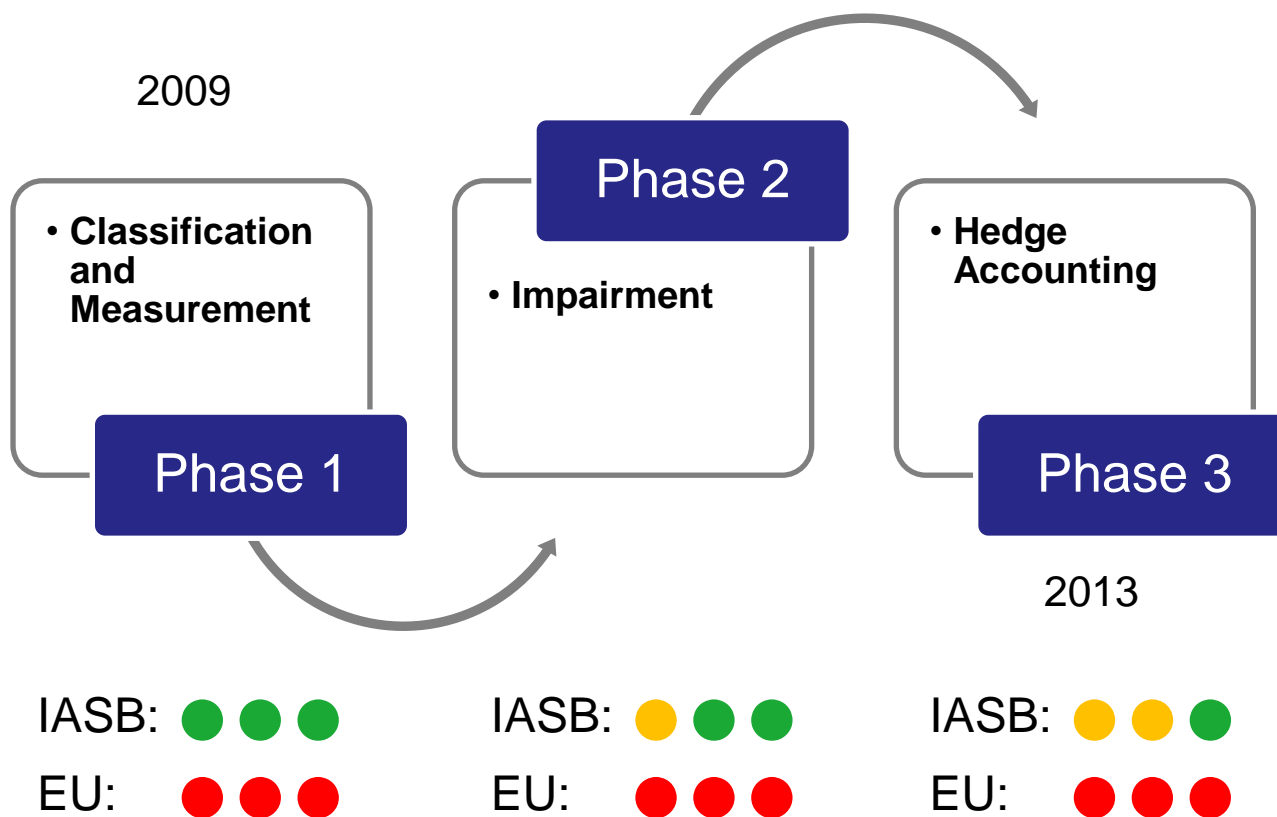 2009
• Classification
and
Measurement
Phase 1
Phase 2
• Impairment
• Hedge
Accounting
Phase 3
2013
IASB:
EU:
IASB:
EU:
IASB:
EU: